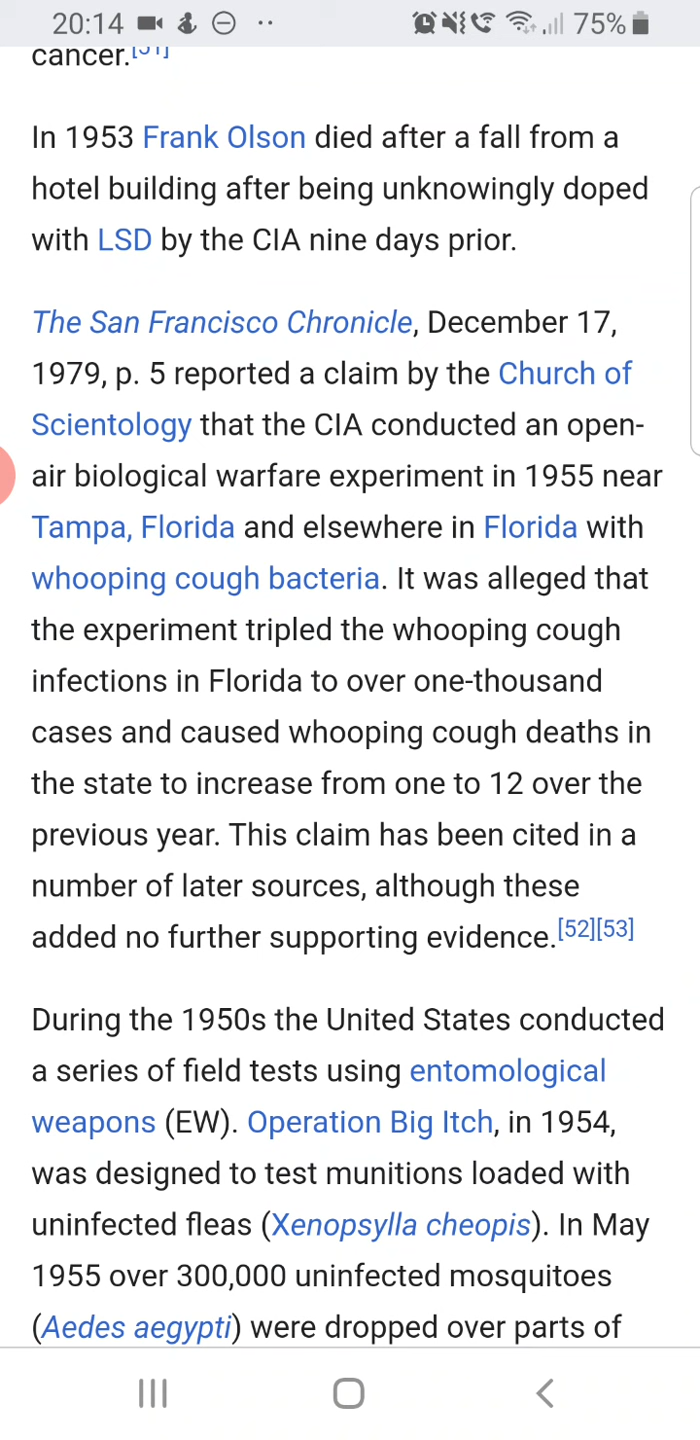 20:14
75%
cancer.
In 1953 Frank Olson died after a fall from a
hotel building after being unknowingly doped
with LSD by the CIA nine days prior.
The San Francisco Chronicle, December 17,
1979, p. 5 reported a claim by the Church of
Scientology that the CIA conducted an open-
air biological warfare experiment in 1955 near
Tampa, Florida and elsewhere in Florida with
whooping cough bacteria. It was alleged that
the experiment tripled the whooping cough
infections in Florida to over one-thousand
cases and caused whooping cough deaths in
the state to increase from one to 12 over the
previous year. This claim has been cited in a
number of later sources, although these
added no further supporting evidence.[52][53]
During the 1950s the United States conducted
a series of field tests using entomological
weapons (EW). Operation Big Itch, in 1954,
was designed to test munitions loaded with
uninfected fleas (Xenopsylla cheopis). In May
1955 over 300,000 uninfected mosquitoes
(Aedes aegypti) were dropped over parts of